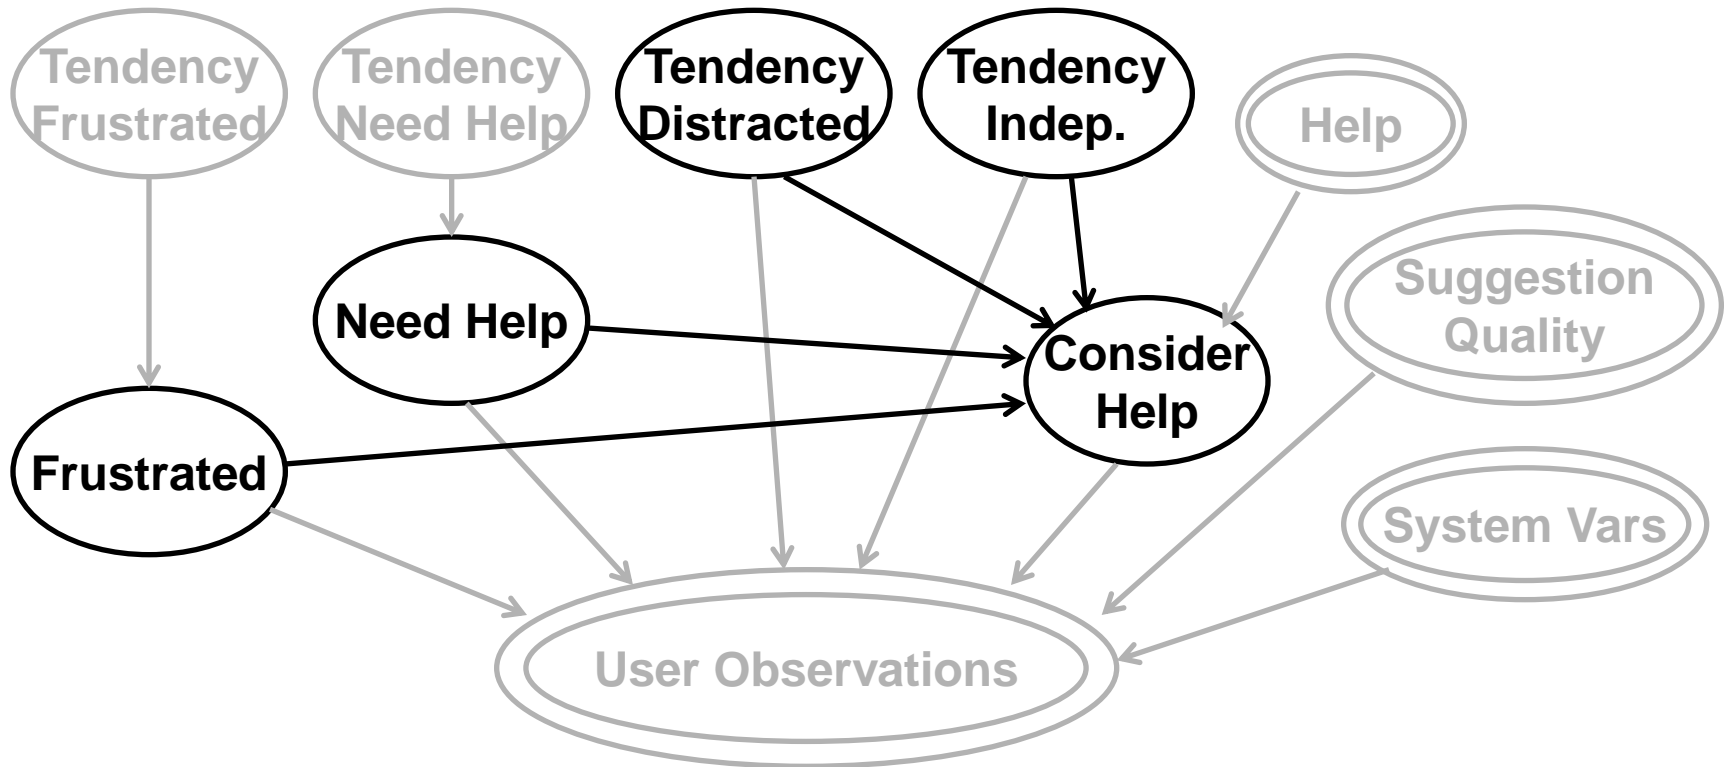 Tendency
Frustrated
Tendency
Need Help
Tendency
Distracted
Tendency
Indep.
Help
Suggestion
Quality
Need Help
Consider
Help
Frustrated
System Vars
User Observations